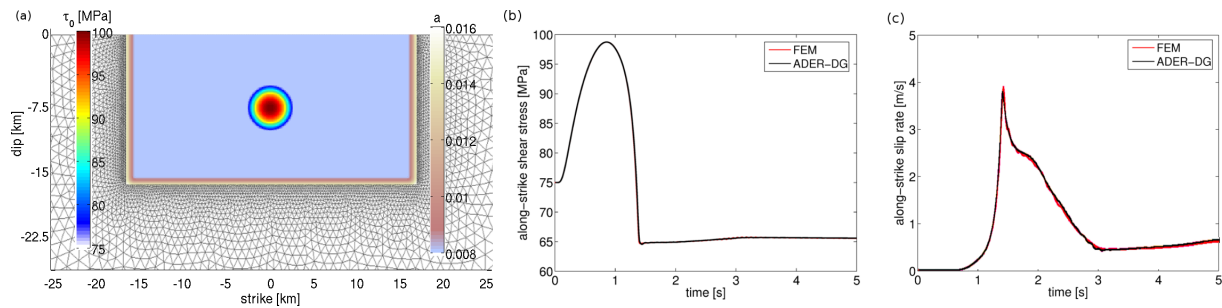 (a)
τ0 [MPa]
a
100
95
90
85
80
75
0.016
0.014
0.012
0.01
0.008
0
-7.5
-15
-22.5
dip [km]
-25 -20 -15 -10 -5 0 5 10 15 20 25
strike [km]
(b)
100
95
90
85
80
75
70
65
60
along-strike shear stress [MPa]
FEM
ADER-DG
0 1 2 3 4 5
time [s]
(c)
5
4
3
2
1
0
along-strike slip rate [m/s]
FEM
ADER-DG
0 1 2 3 4 5
time [s]